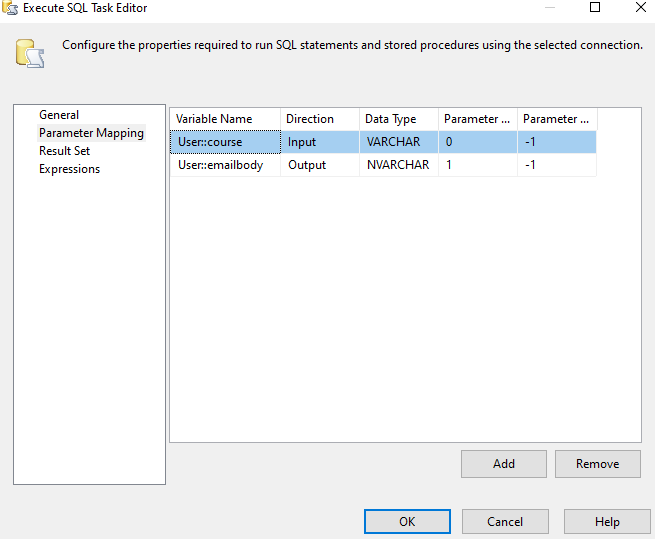 Execute SQL Task Editor
Configure the properties required to run SQL statements and stored procedures using the selected connection.
General
Parameter Mapping
Result Set
Expressions
Variable Name Direction Data Type Parameter ... Parameter ...
User::course Input VARCHAR 0 -1
User::emailbody Output NVARCHAR 1 -1
Add Remove
OK Cancel Help